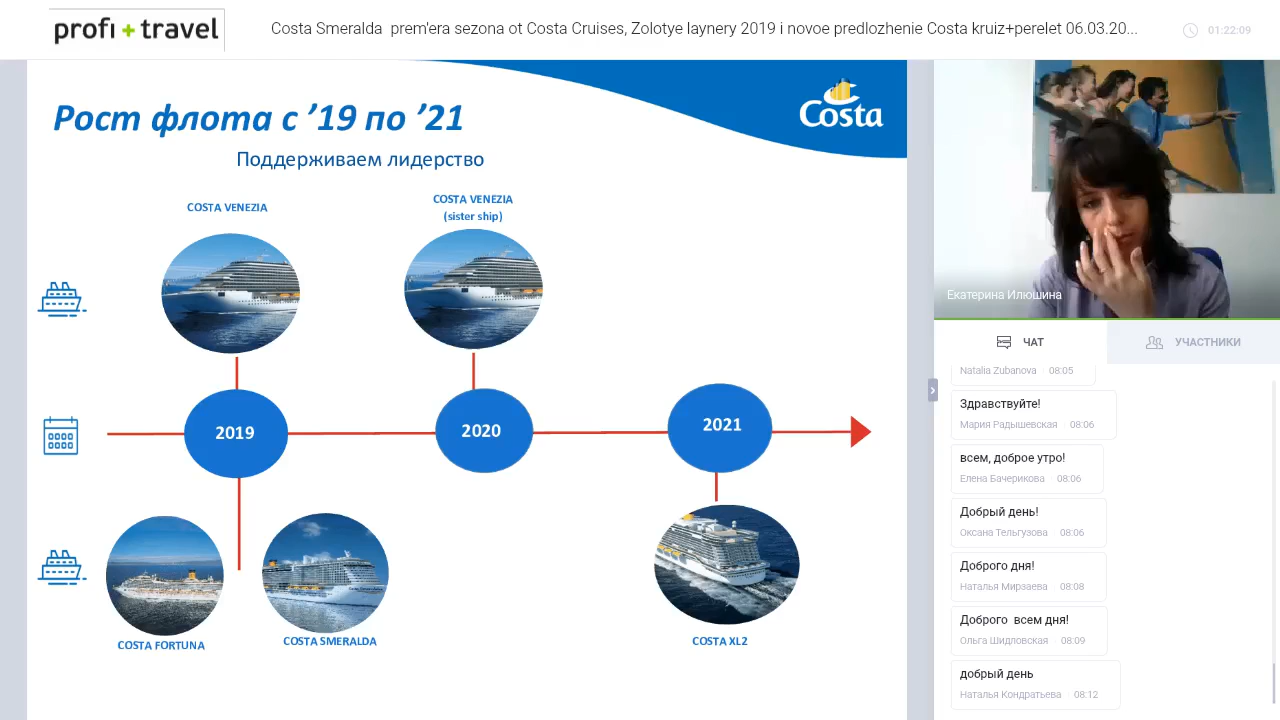 profi + travel
Costa Smeralda prem'era sezona ot Costa Cruises, Zolotye laynery 2019 i novoe predlozhenie Costa kruiz+perelet 06.03.20...
01:22:09
Рост флота с ’19 по ’21
Поддерживаем лидерство
Costa
COSTA VENEZIA
COSTA VENEZIA
(sister ship)
2019
2020
2021
COSTA FORTUNA
COSTA SMERALDA
COSTA XL2
Екатерина Илюшина
ЧАТ
УЧАСТНИКИ
Natalia Zubanova · 08:05
Здравствуйте!
Мария Радышевская · 08:06
всем, доброе утро!
Елена Бачерикова · 08:06
Добрый день!
Оксана Тельгузова · 08:06
Доброго дня!
Наталья Мирзаева · 08:08
Доброго всем дня!
Ольга Шидловская · 08:09
добрый день
Наталья Кондратьева · 08:12